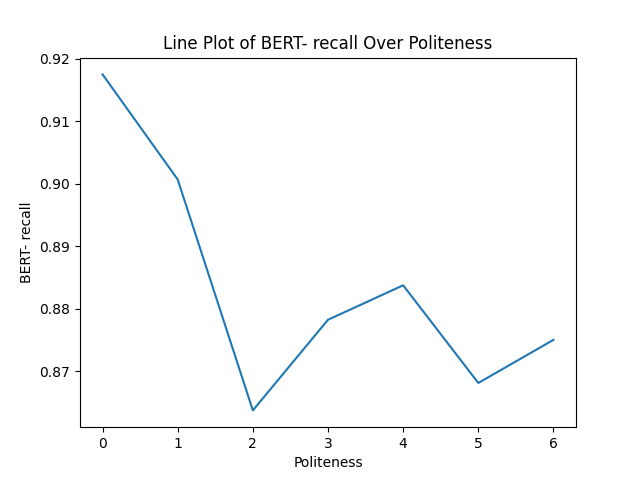 Line Plot of BERT- recall Over Politeness
0.92
0.91
0.90
0.89
0.88
0.87
BERT- recall
0 1 2 3 4 5 6
Politeness